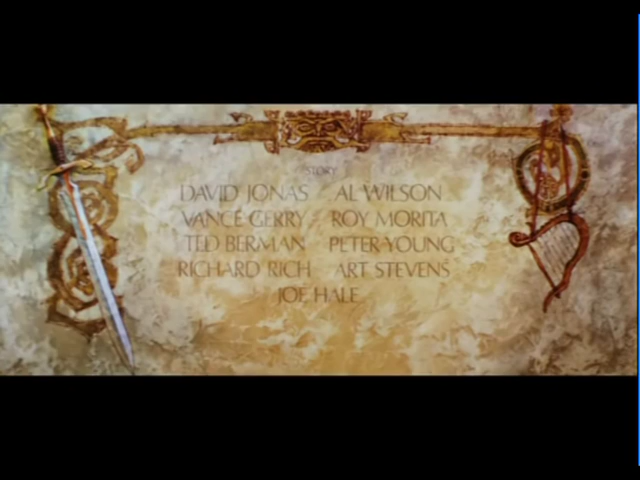 STORY
DAVID JONAS AL WILSON
VANCE GERRY ROY MORITA
TED BERMAN PETER YOUNG
RICHARD RICH ART STEVENS
JOE HALE